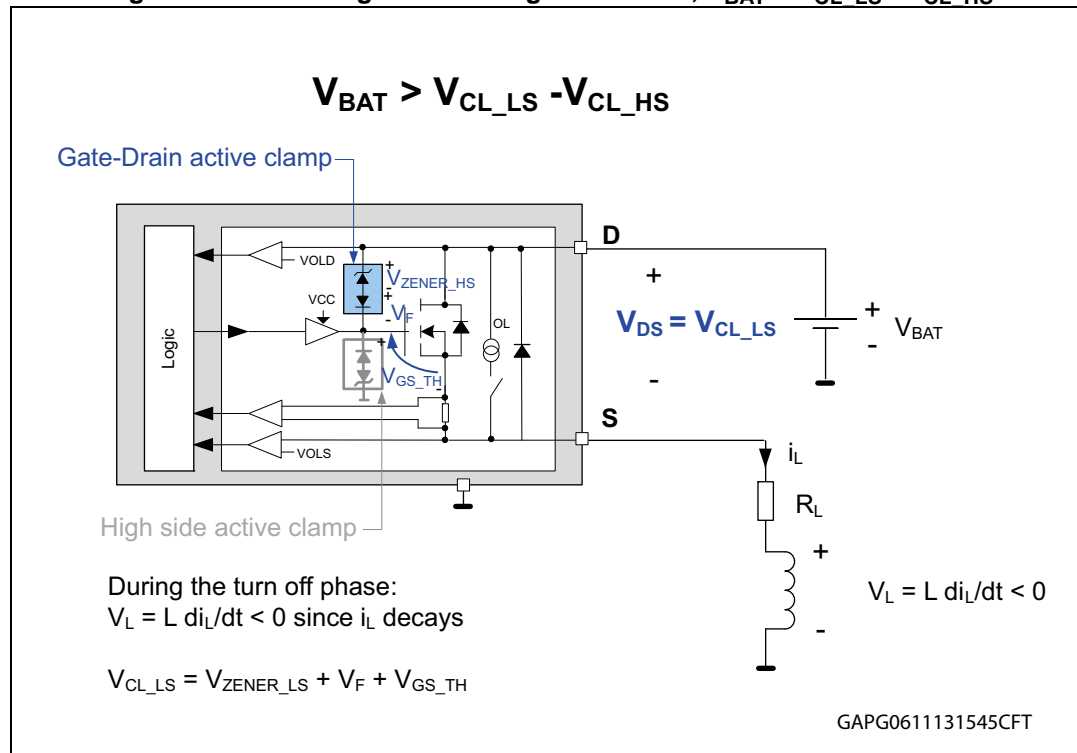 V_BAT > V_CL_LS -V_CL_HS
Gate-Drain active clamp
D
VOLD
V_ZENER_HS
VCC
V_F
OL
Logic
V_GS_TH
V_DS = V_CL_LS
V_BAT
S
VOLS
i_L
R_L
High side active clamp
During the turn off phase:
V_L = L di_L/dt < 0 since i_L decays
V_L = L di_L/dt < 0
V_CL_LS = V_ZENER_LS + V_F + V_GS_TH
GAPG0611131545CFT